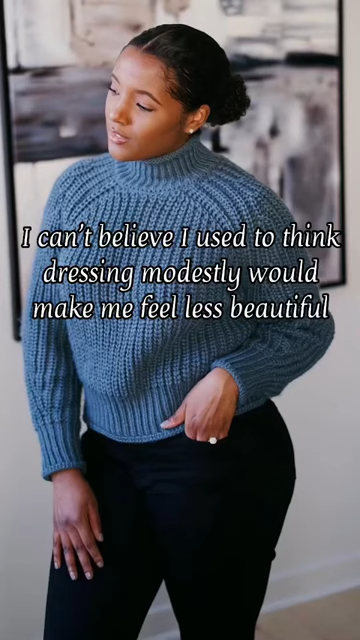 I can't believe I used to think
dressing modestly would
make me feel less beautiful